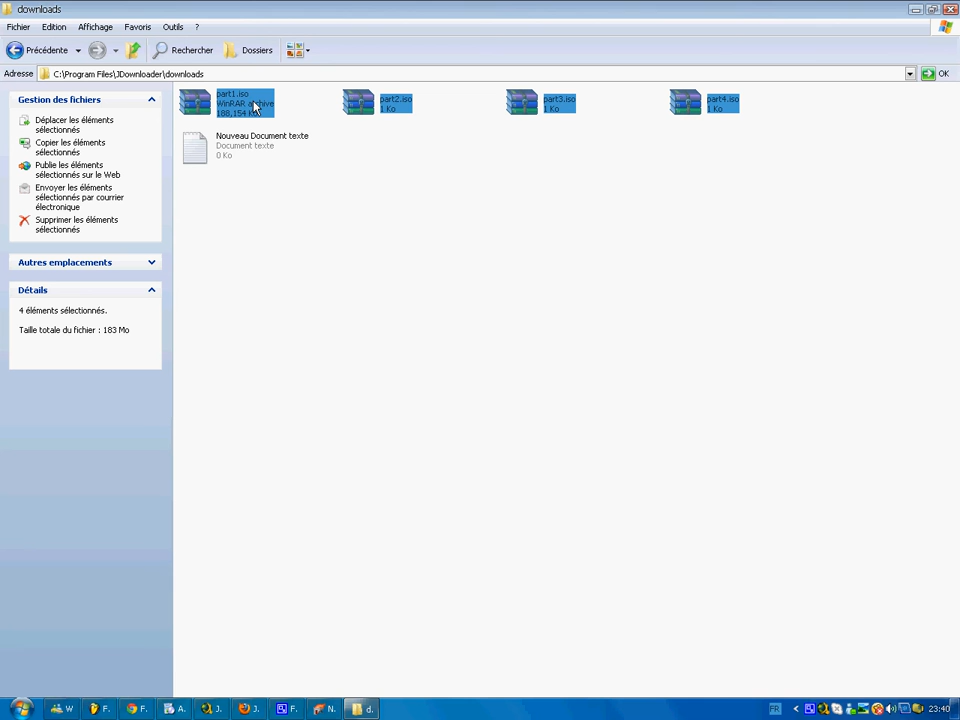 downloads
Fichier Edition Affichage Favoris Outils ?
Précédente Rechercher Dossiers
Adresse C:\Program Files\JDownloader\downloads OK
Gestion des fichiers
Déplacer les éléments
sélectionnés
Copier les éléments
sélectionnés
Publie les éléments
sélectionnés sur le Web
Envoyer les éléments
sélectionnés par courrier
électronique
Supprimer les éléments
sélectionnés
Autres emplacements
Détails
4 éléments sélectionnés.
Taille totale du fichier : 183 Mo
part1.iso
WinRAR archive
188,154 Ko
part2.iso
1 Ko
part3.iso
1 Ko
part4.iso
1 Ko
Nouveau Document texte
Document texte
0 Ko
W F. F. A. J. J. F. N. d. FR 23:40